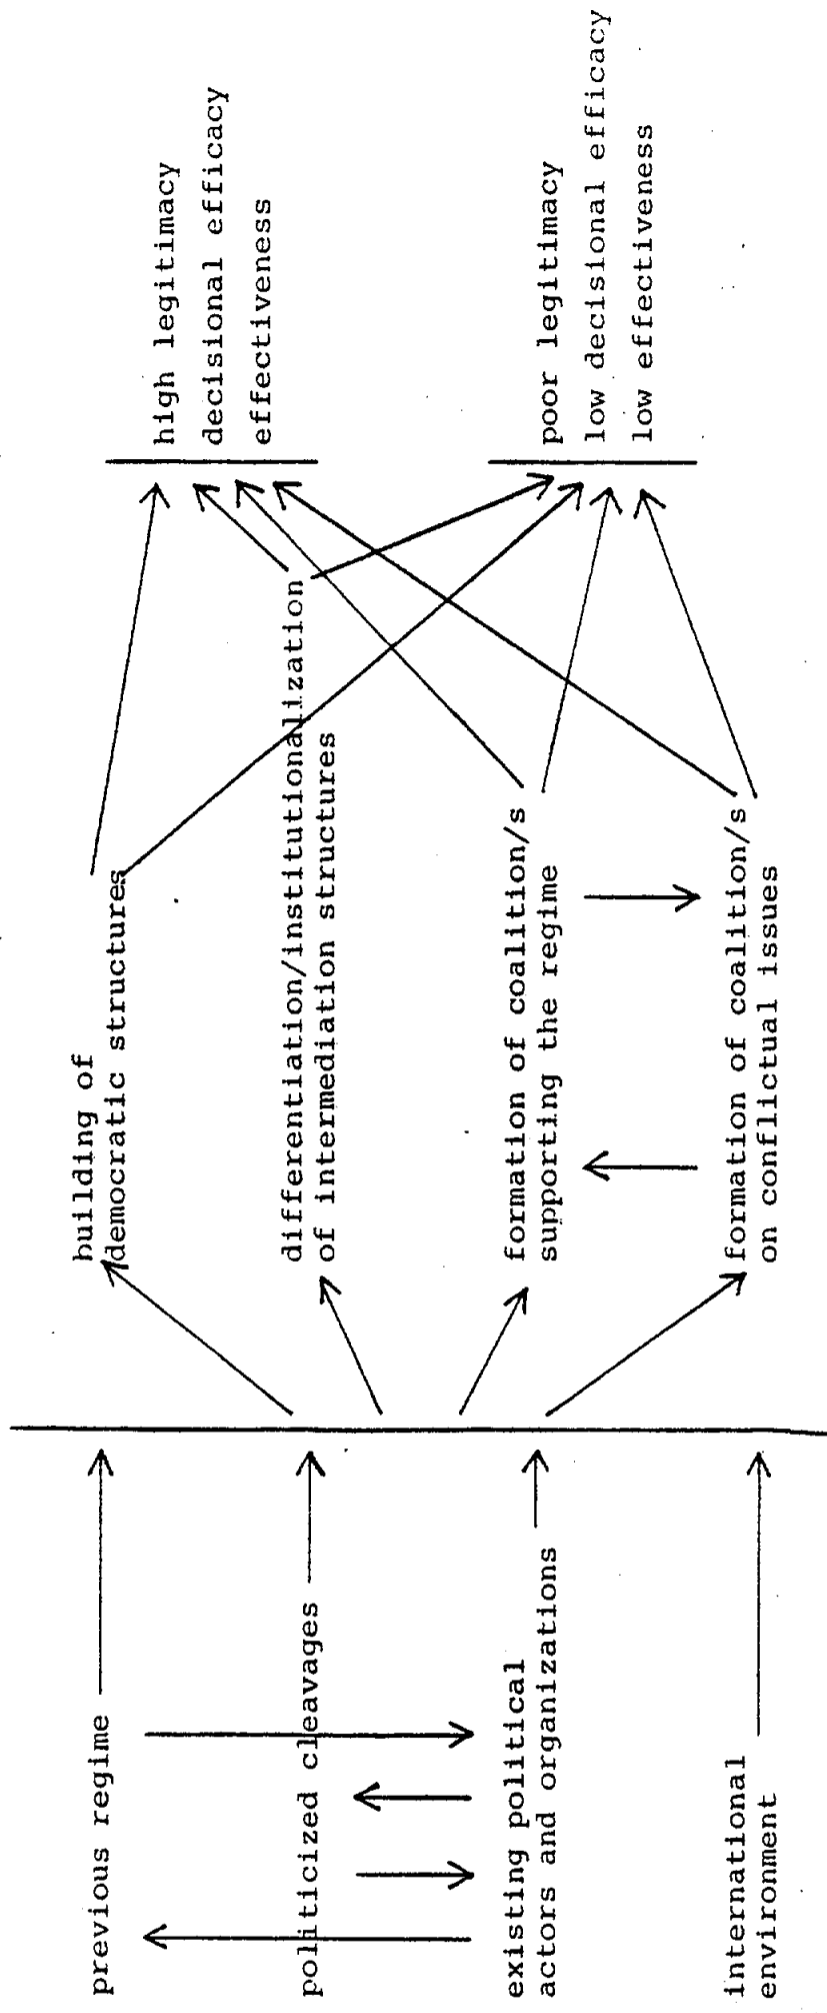 previous regime
politicized cleavages
existing political
actors and organizations
international
environment
building of
democratic structures
differentiation/institutionalization
of intermediation structures
formation of coalition/s
supporting the regime
formation of coalition/s
on conflictual issues
high legitimacy
decisional efficacy
effectiveness
poor legitimacy
low decisional efficacy
low effectiveness